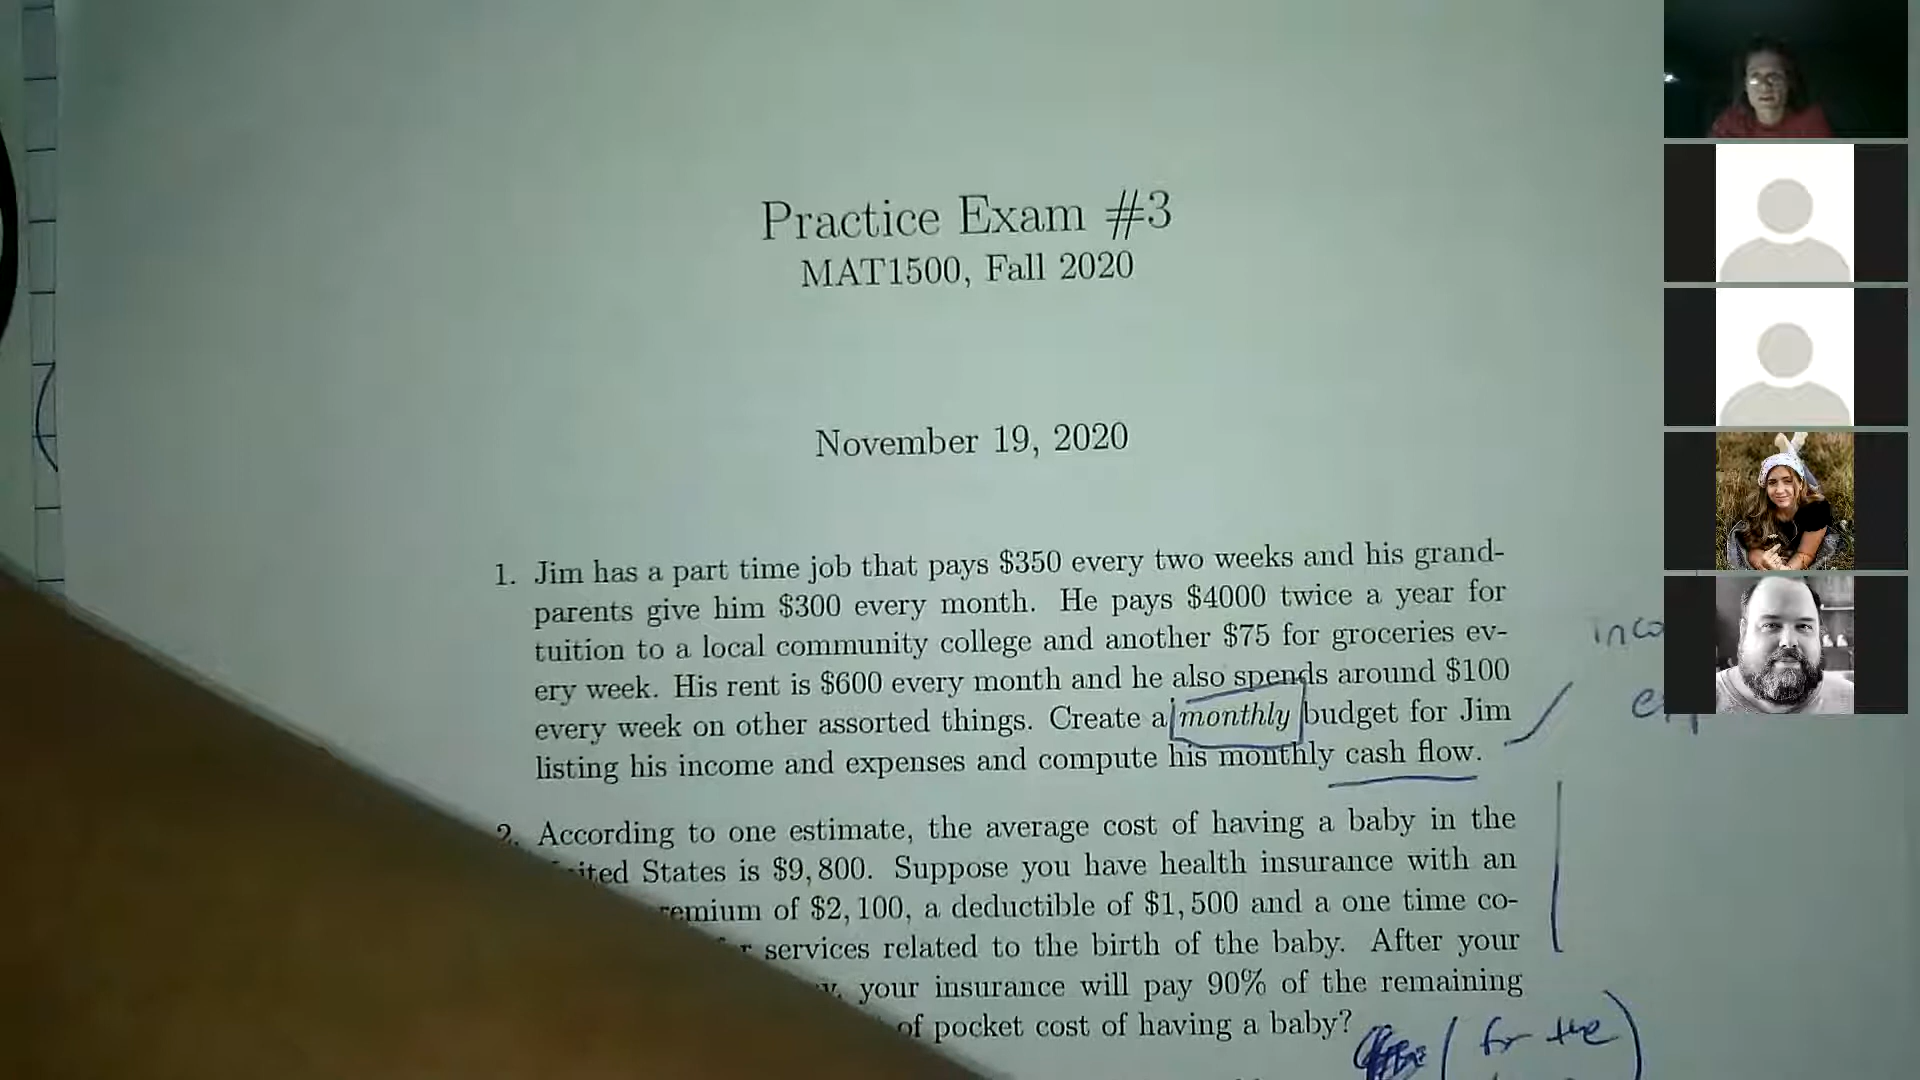 Practice Exam #3
MAT1500, Fall 2020
November 19, 2020
1. Jim has a part time job that pays $350 every two weeks and his grand-
parents give him $300 every month. He pays $4000 twice a year for
tuition to a local community college and another $75 for groceries ev-
ery week. His rent is $600 every month and he also spends around $100
every week on other assorted things. Create a monthly budget for Jim
listing his income and expenses and compute his monthly cash flow.
inco
2. According to one estimate, the average cost of having a baby in the
States is $9,800. Suppose you have health insurance with an
of $2,100, a deductible of $1,500 and a one time co-
services related to the birth of the baby. After your
your insurance will pay 90% of the remaining
of pocket cost of having a baby?
(for the)